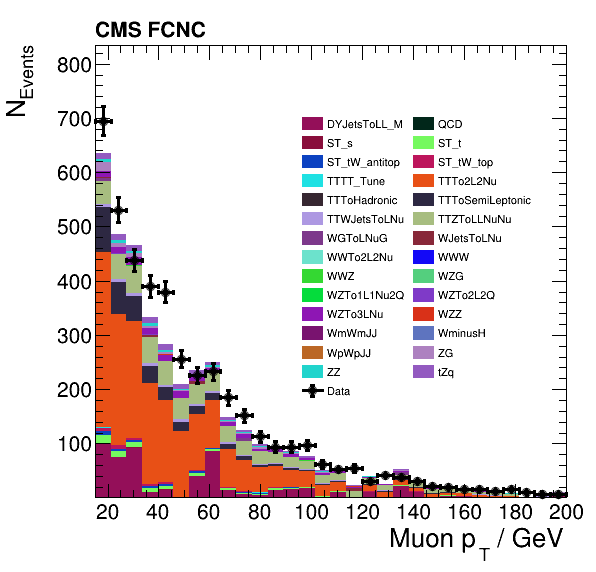 CMS FCNC
N_Events
800
700
600
500
400
300
200
100
DYJetsToLL_M QCD
ST_s ST_t
ST_tW_antitop ST_tW_top
TTTT_Tune TTTo2L2Nu
TTToHadronic TTToSemiLeptonic
TTWJetsToLNu TTZToLLNuNu
WGToLNuG WJetsToLNu
WWTo2L2Nu WWW
WWZ WZG
WZTo1L1Nu2Q WZTo2L2Q
WZTo3LNu WZZ
WmWmJJ WminusH
WpWpJJ ZG
ZZ tZq
Data
20 40 60 80 100 120 140 160 180 200
Muon p_T / GeV